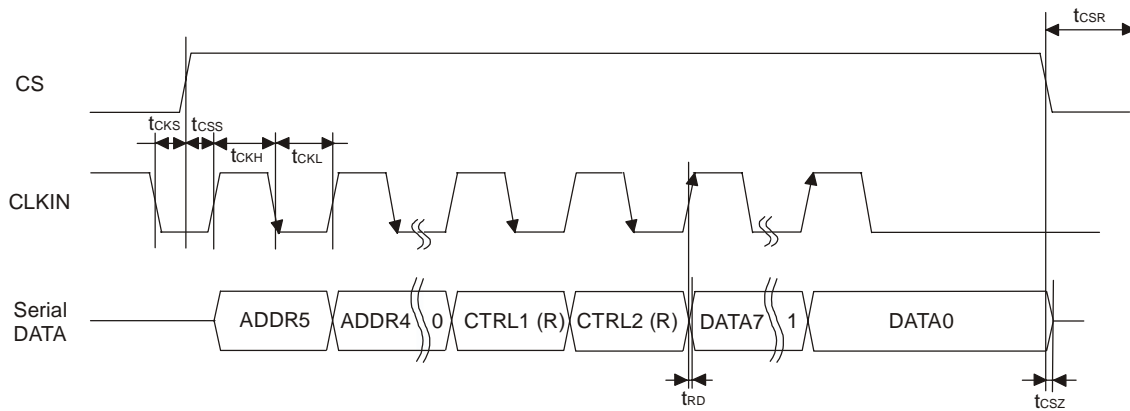 tCSR
CS
tCKS tCSS
tCKH tCKL
CLKIN
Serial
DATA
ADDR5 ADDR4 0 CTRL1 (R) CTRL2 (R) DATA7 1 DATA0
tRD
tCSZ